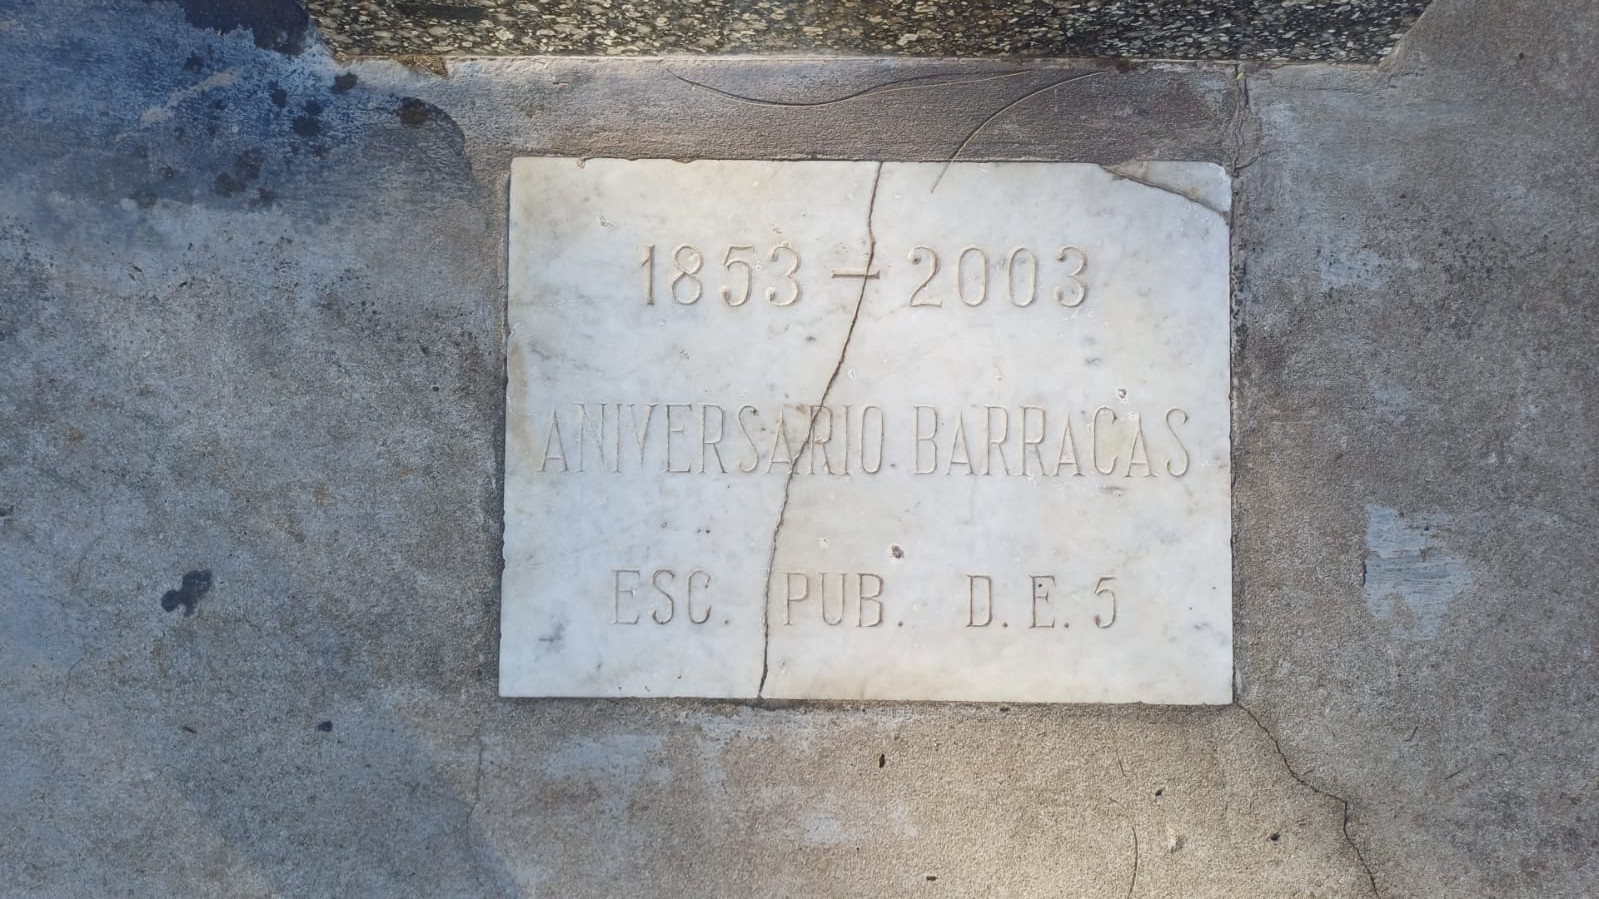 1853 - 2003
ANIVERSARIO BARRACAS
ESC. PUB. D.E.5